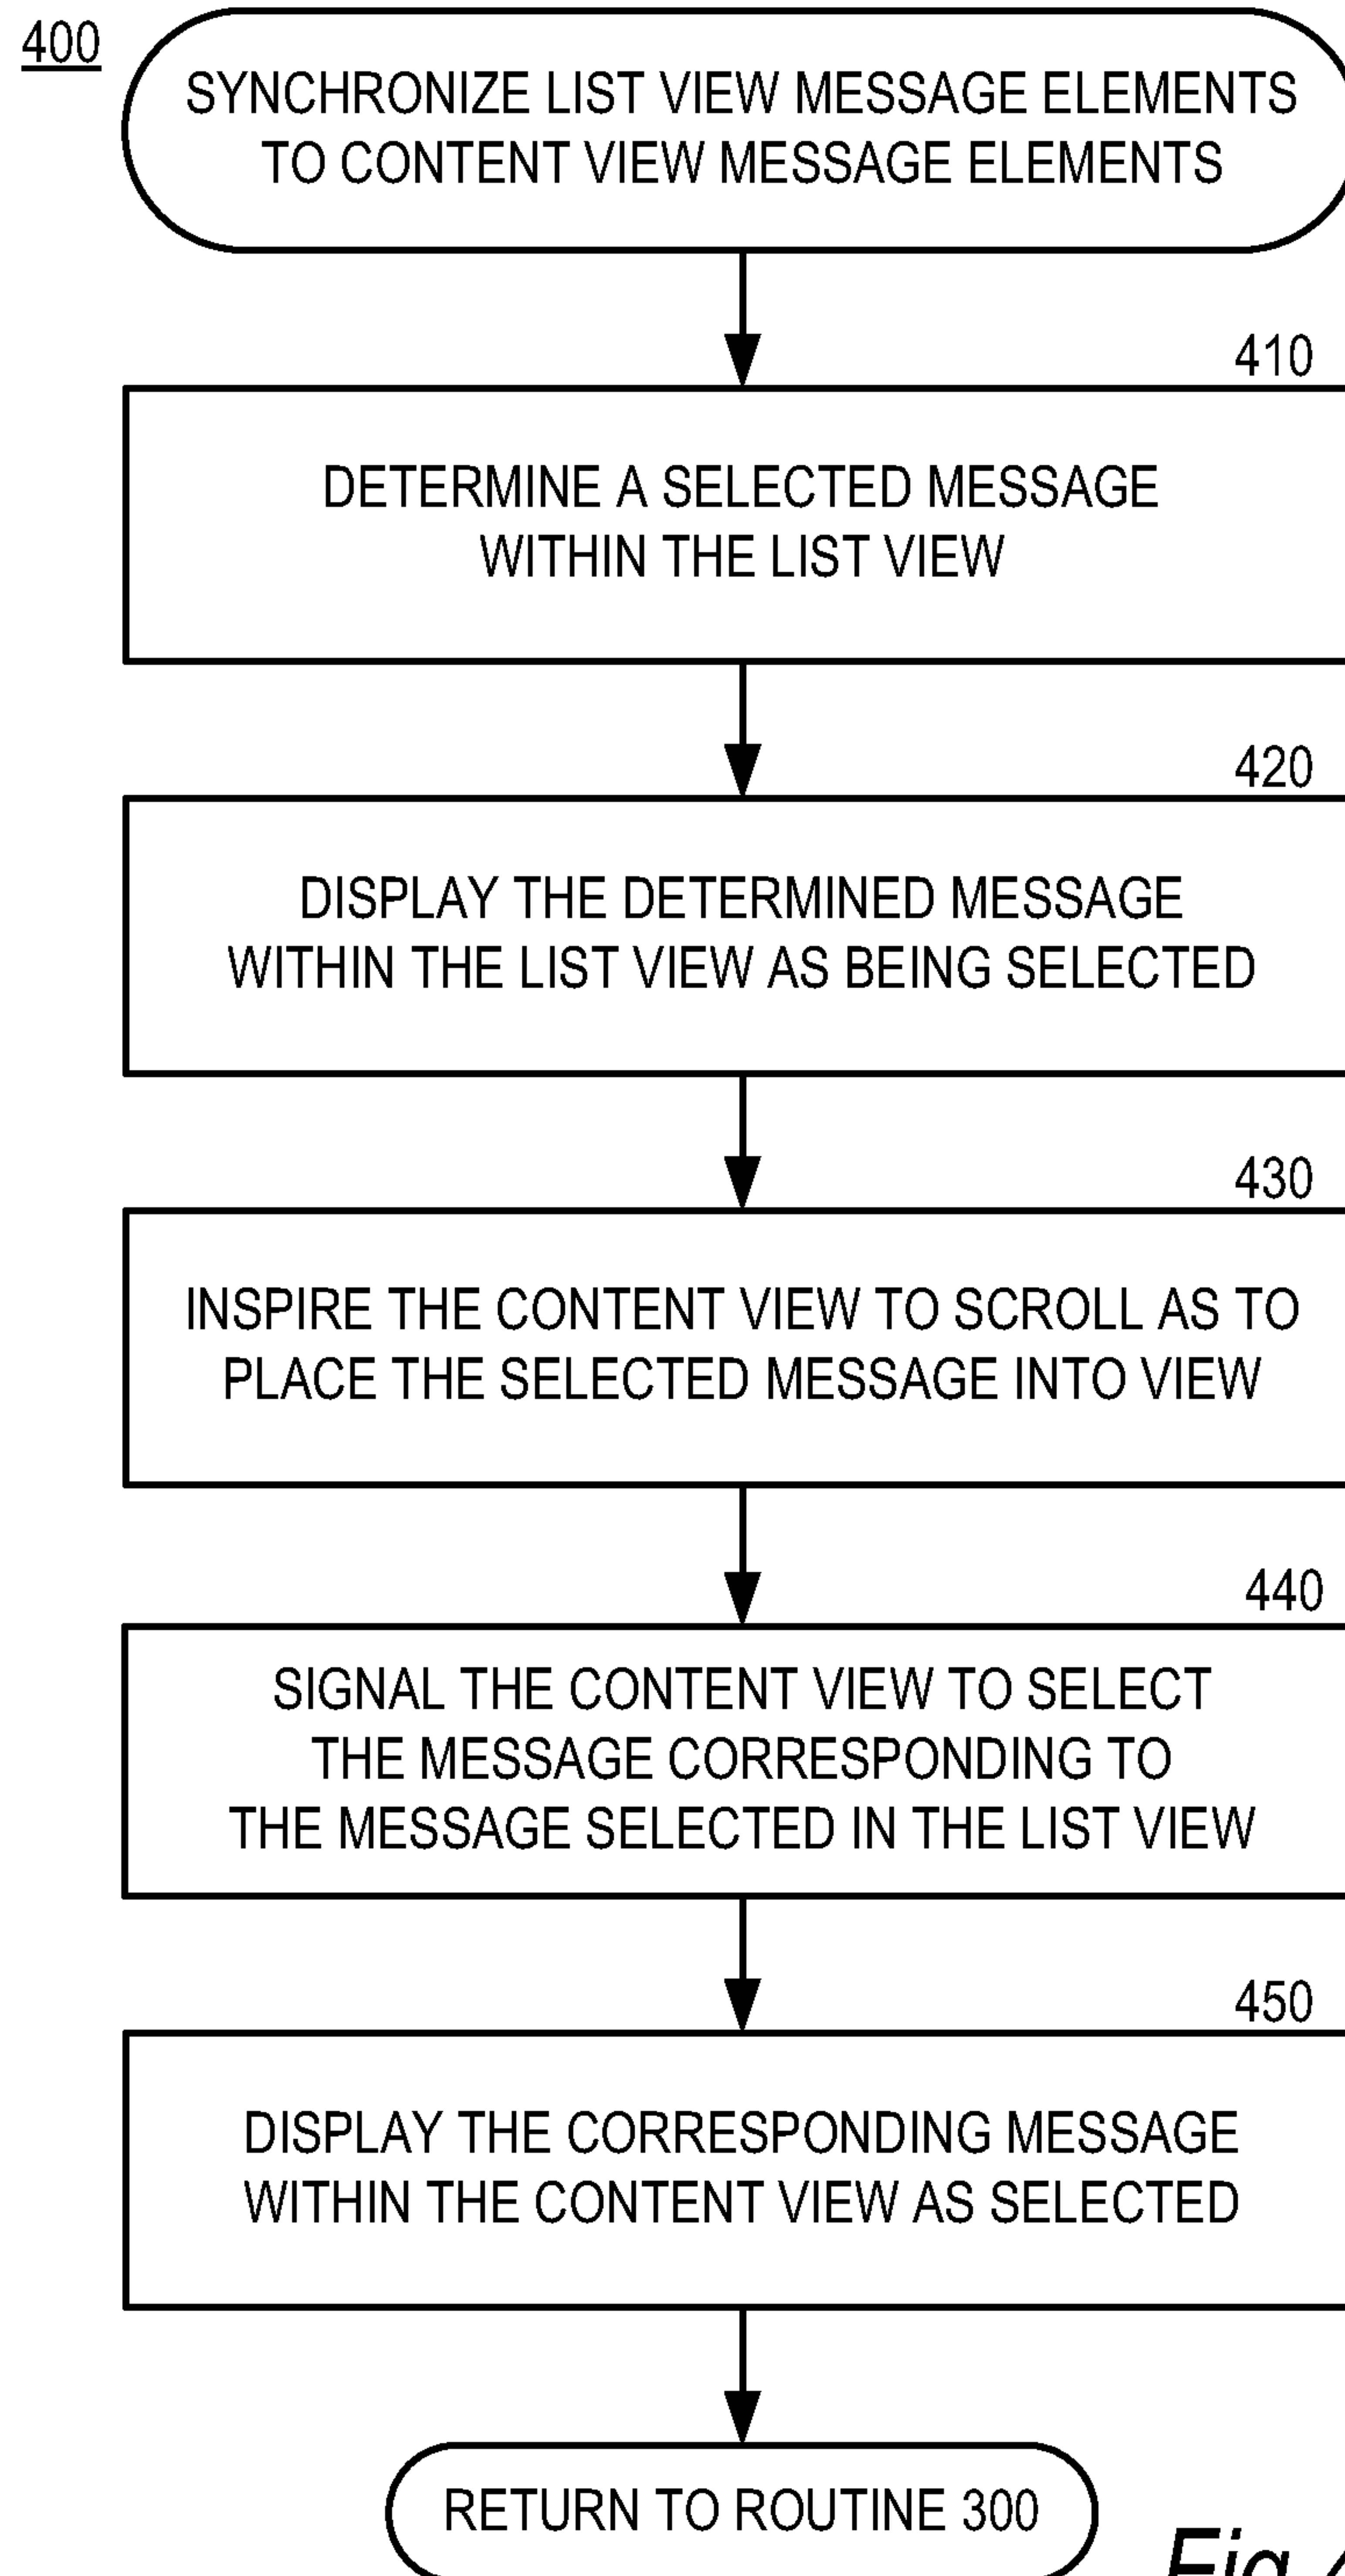 400
SYNCHRONIZE LIST VIEW MESSAGE ELEMENTS
TO CONTENT VIEW MESSAGE ELEMENTS
410
DETERMINE A SELECTED MESSAGE
WITHIN THE LIST VIEW
420
DISPLAY THE DETERMINED MESSAGE
WITHIN THE LIST VIEW AS BEING SELECTED
430
INSPIRE THE CONTENT VIEW TO SCROLL AS TO
PLACE THE SELECTED MESSAGE INTO VIEW
440
SIGNAL THE CONTENT VIEW TO SELECT
THE MESSAGE CORRESPONDING TO
THE MESSAGE SELECTED IN THE LIST VIEW
450
DISPLAY THE CORRESPONDING MESSAGE
WITHIN THE CONTENT VIEW AS SELECTED
RETURN TO ROUTINE 300
Fig